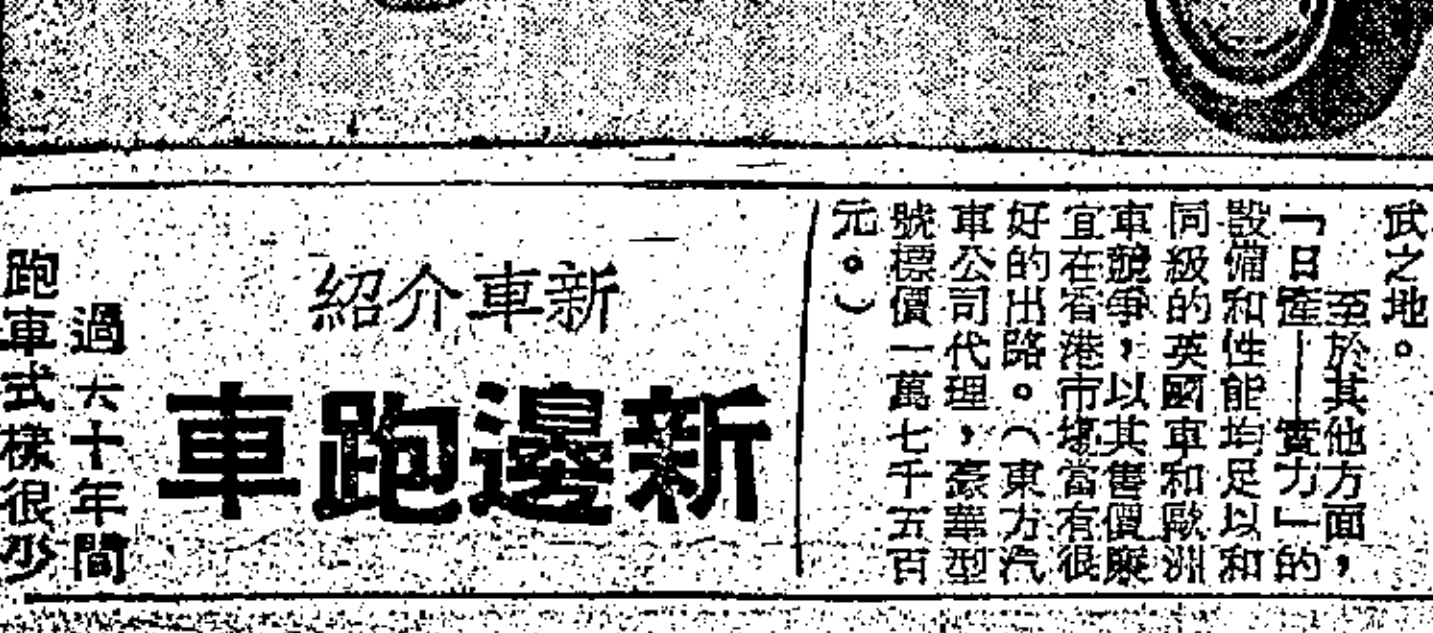 武之地。
至於其他方面，
「日產——實力」的
設備和性能均足以和
同級的英國車和歐洲
車競爭，以其售價廉
宜在香港市場當有很
好的出路。（東方汽
車公司代理，豪華型
號標價一萬七千五百
元。）
新車介紹
新邊跑車
過去十年間
跑車式樣很少